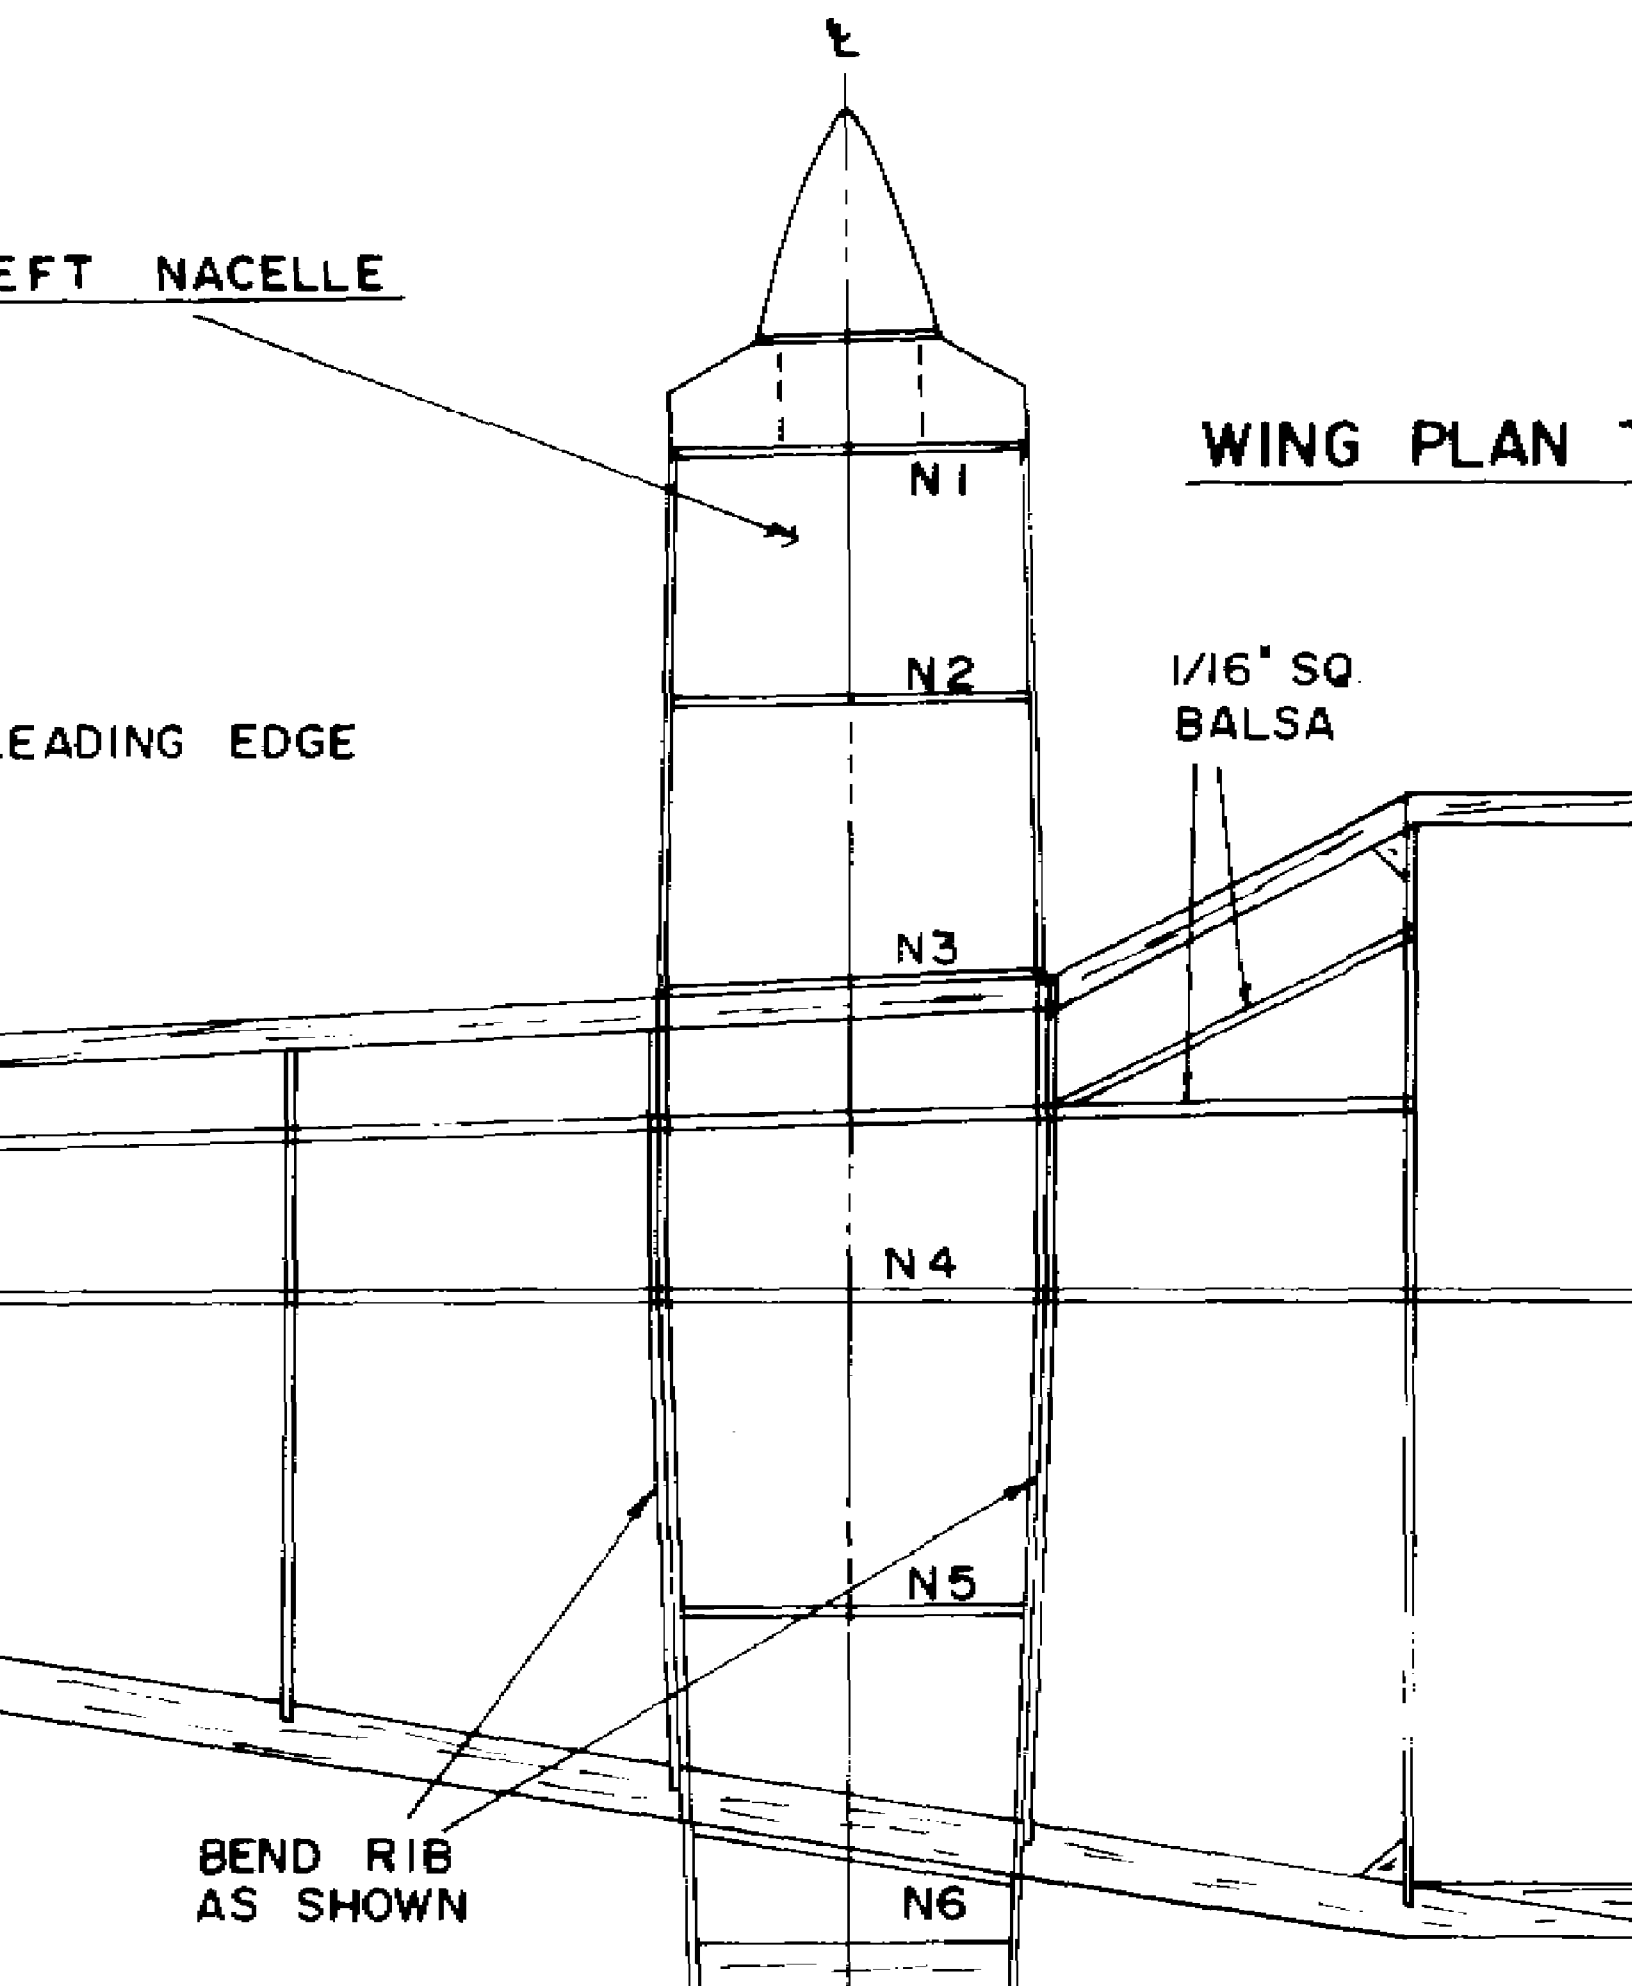 ℄
EFT NACELLE
WING PLAN
N1
N2
1/16" SQ.
BALSA
LEADING EDGE
N3
N4
N5
BEND RIB
AS SHOWN
N6